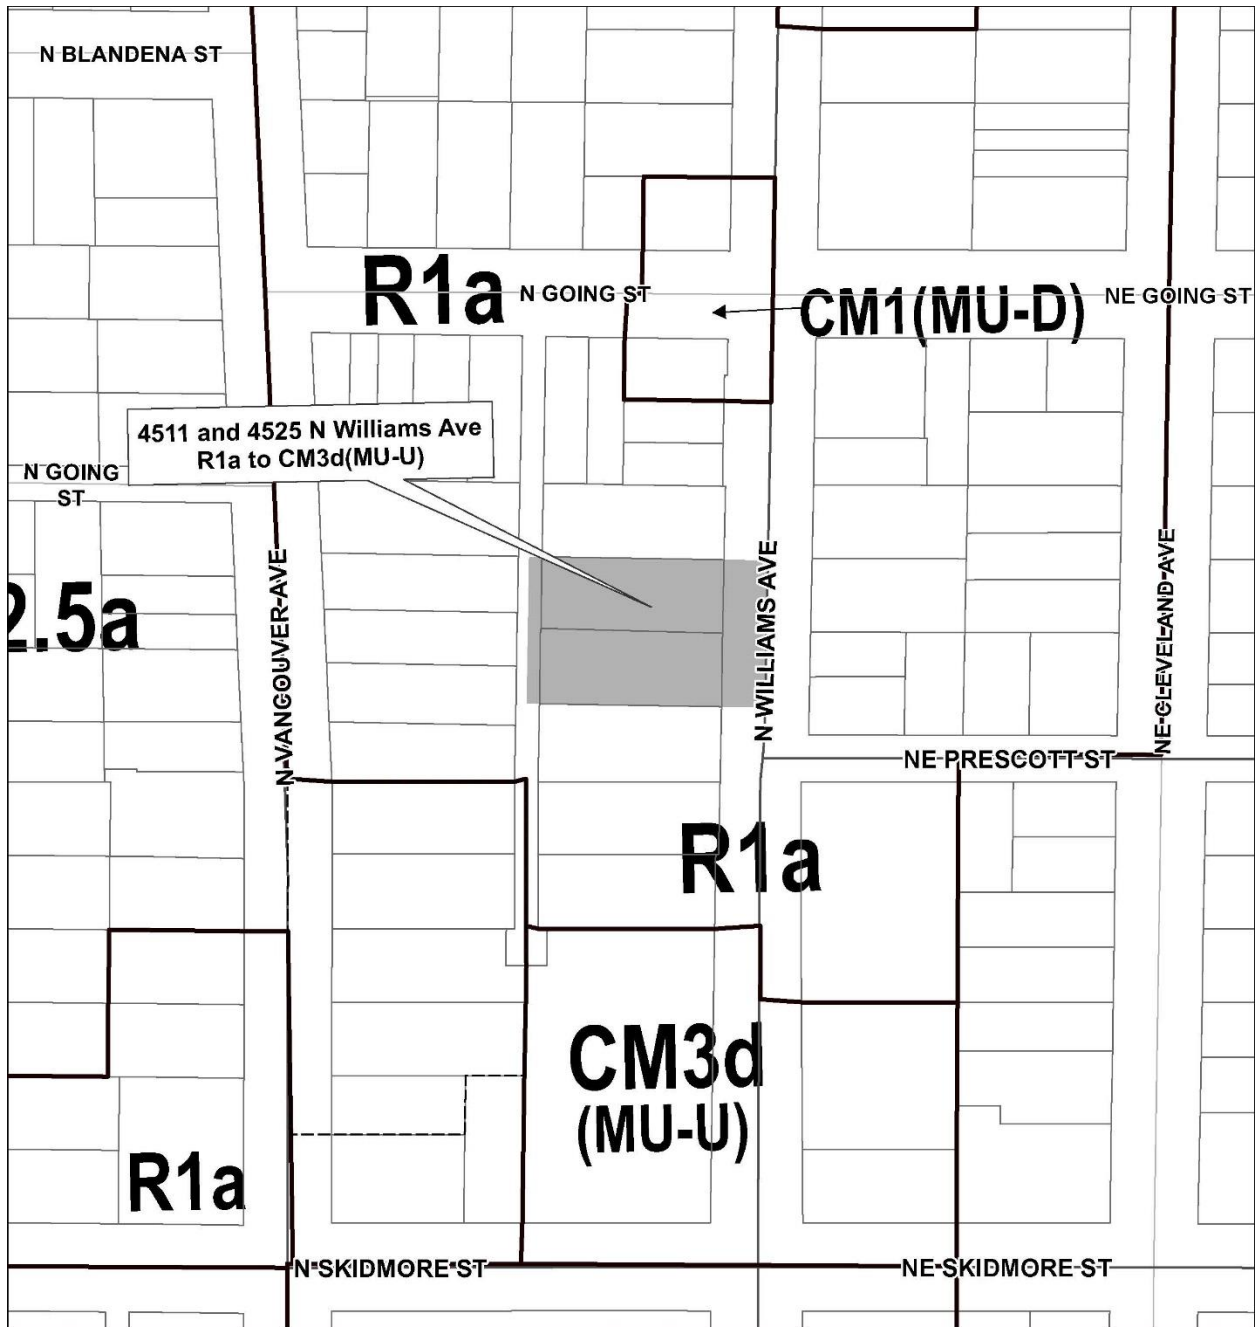 N BLANDENA ST
R1a
N GOING ST
CM1(MU-D)
NE GOING ST
4511 and 4525 N Williams Ave
R1a to CM3d(MU-U)
N GOING
ST
2.5a
N VANCOUVER AVE
N WILLIAMS AVE
NE CLEVELAND AVE
NE PRESCOTT ST
R1a
CM3d
(MU-U)
R1a
N SKIDMORE ST
NE SKIDMORE ST